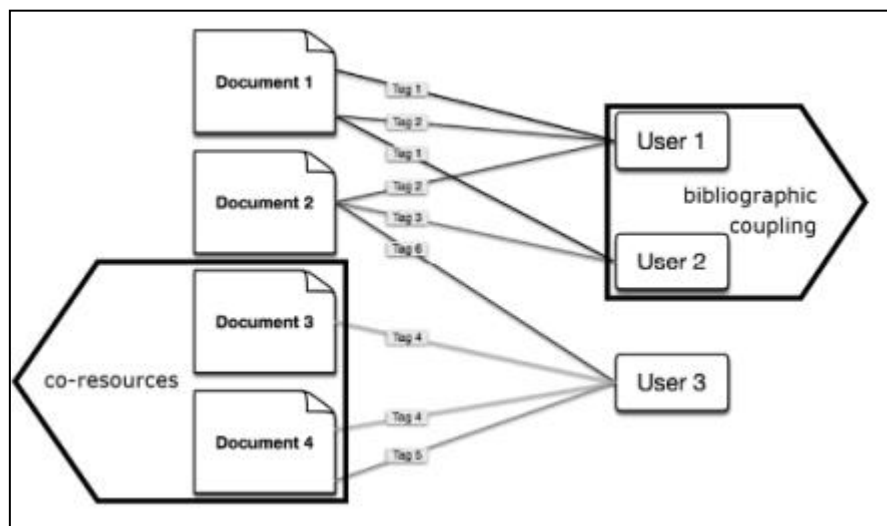 Document 1
Tag 1
Tag 2
User 1
Tag 1
bibliographic
coupling
Document 2
Tag 2
Tag 3
User 2
Tag 6
Document 3
Tag 4
co-resources
User 3
Document 4
Tag 4
Tag 5